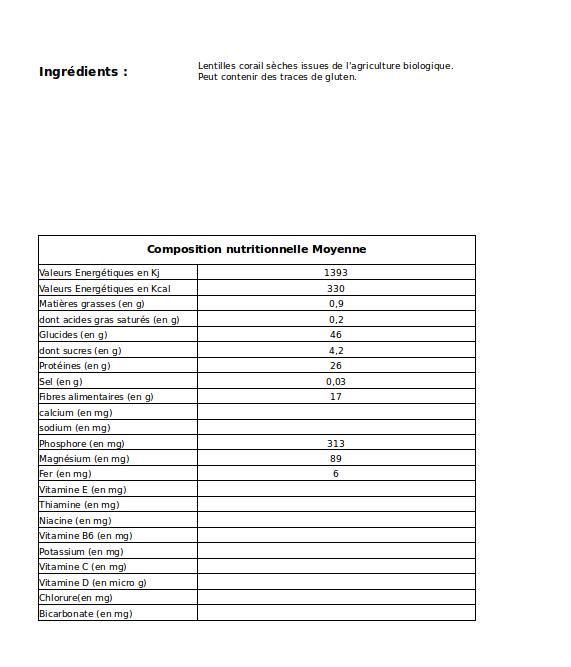 Ingrédients :
Lentilles corail sèches issues de l'agriculture biologique.
Peut contenir des traces de gluten.
Composition nutritionnelle Moyenne
Valeurs Energétiques en Kj 1393
Valeurs Energétiques en Kcal 330
Matières grasses (en g) 0,9
dont acides gras saturés (en g) 0,2
Glucides (en g) 46
dont sucres (en g) 4,2
Protéines (en g) 26
Sel (en g) 0,03
Fibres alimentaires (en g) 17
calcium (en mg)
sodium (en mg)
Phosphore (en mg) 313
Magnésium (en mg) 89
Fer (en mg) 6
Vitamine E (en mg)
Thiamine (en mg)
Niacine (en mg)
Vitamine B6 (en mg)
Potassium (en mg)
Vitamine C (en mg)
Vitamine D (en micro g)
Chlorure(en mg)
Bicarbonate (en mg)